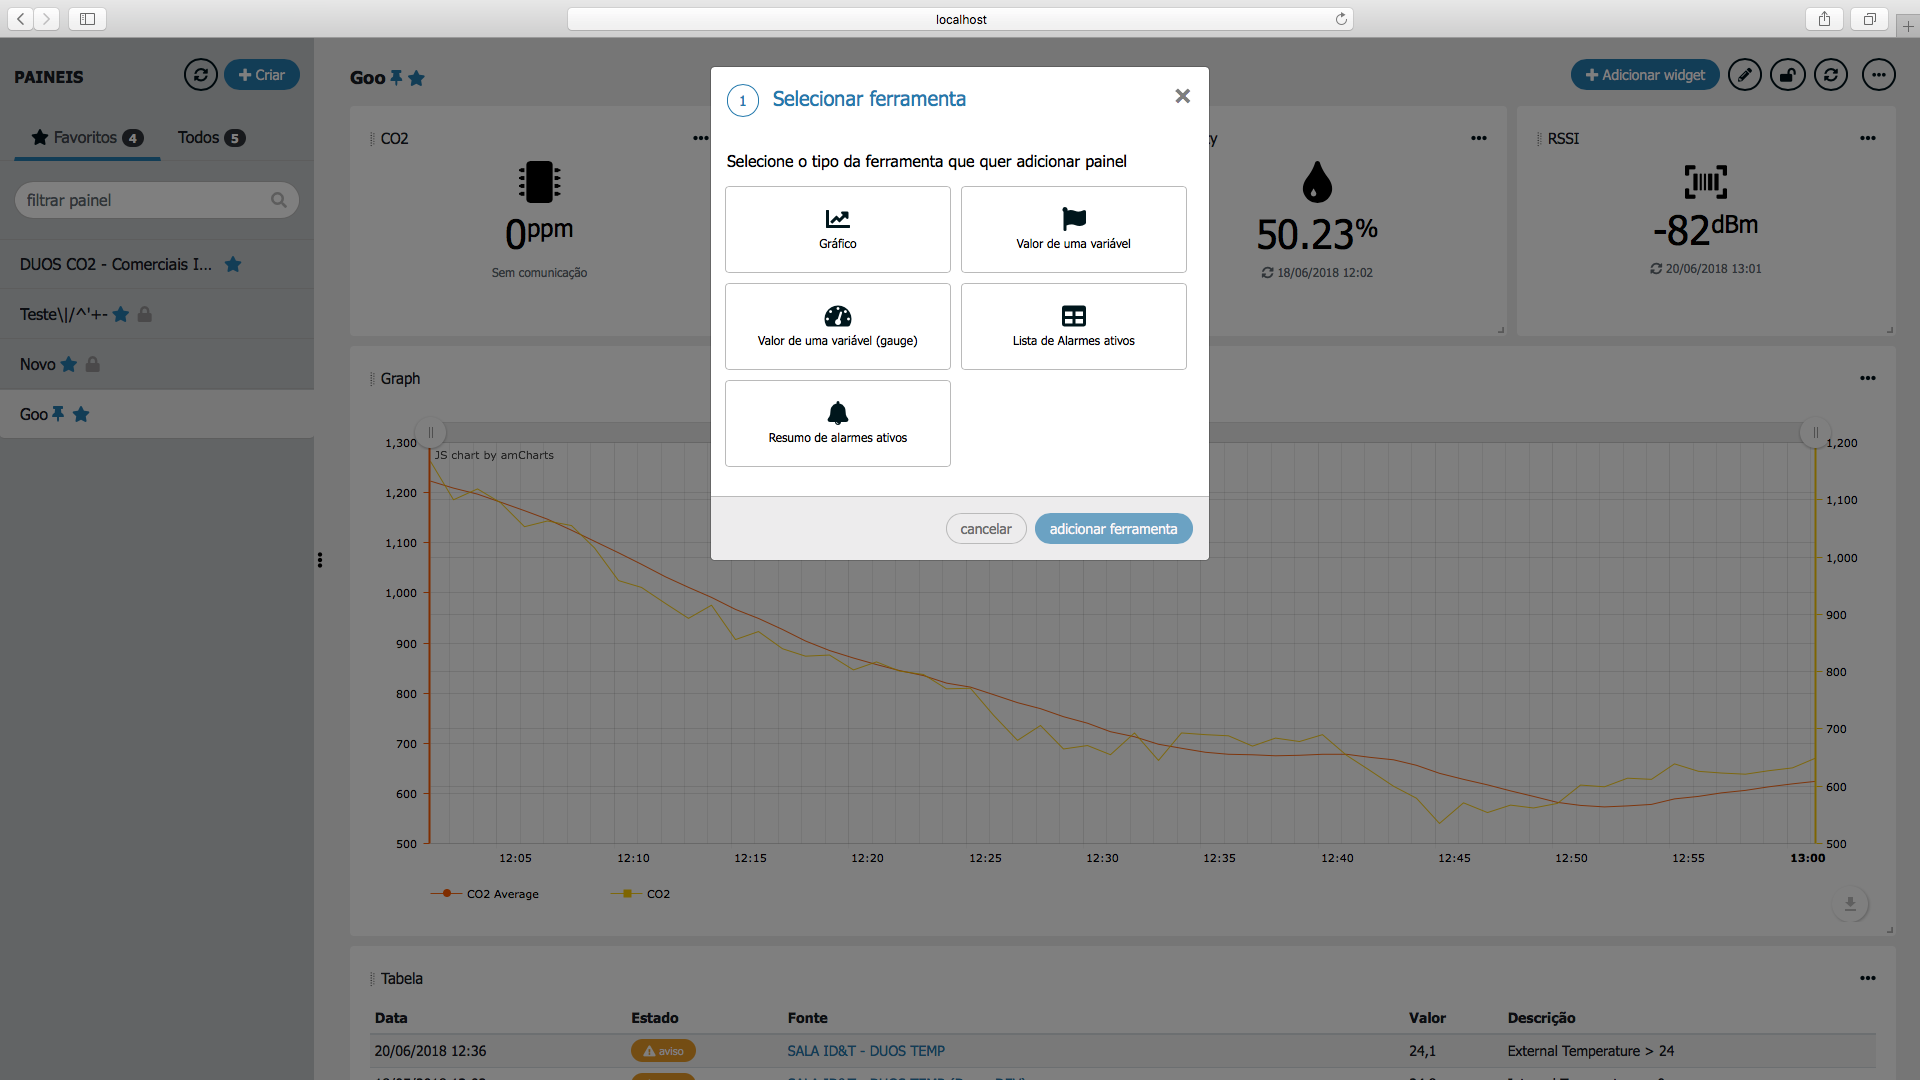 localhost
PAINEIS
Criar
Favoritos 4
Todos 5
filtrar painel
DUOS CO2 - Comerciais I...
Teste\|/^'+-
Novo
Goo
Goo
Adicionar widget
CO2
0ppm
Sem comunicação
50.23%
18/06/2018 12:02
RSSI
-82dBm
20/06/2018 13:01
1 Selecionar ferramenta
Selecione o tipo da ferramenta que quer adicionar painel
Gráfico
Valor de uma variável
Valor de uma variável (gauge)
Lista de Alarmes ativos
Resumo de alarmes ativos
cancelar
adicionar ferramenta
Graph
JS chart by amCharts
1,300
1,200
1,100
1,000
900
800
700
600
500
1,200
1,100
1,000
900
800
700
600
500
12:05 12:10 12:15 12:20 12:25 12:30 12:35 12:40 12:45 12:50 12:55 13:00
CO2 Average
CO2
Tabela
Data Estado Fonte Valor Descrição
20/06/2018 12:36 aviso SALA ID&T - DUOS TEMP 24,1 External Temperature > 24